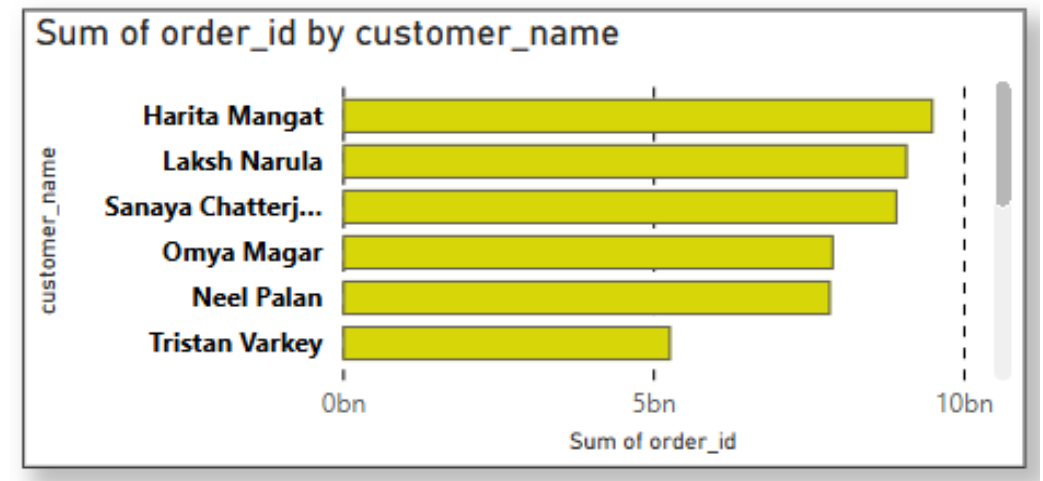 Sum of order_id by customer_name
customer_name
Harita Mangat
Laksh Narula
Sanaya Chatterj...
Omya Magar
Neel Palan
Tristan Varkey
0bn 5bn 10bn
Sum of order_id